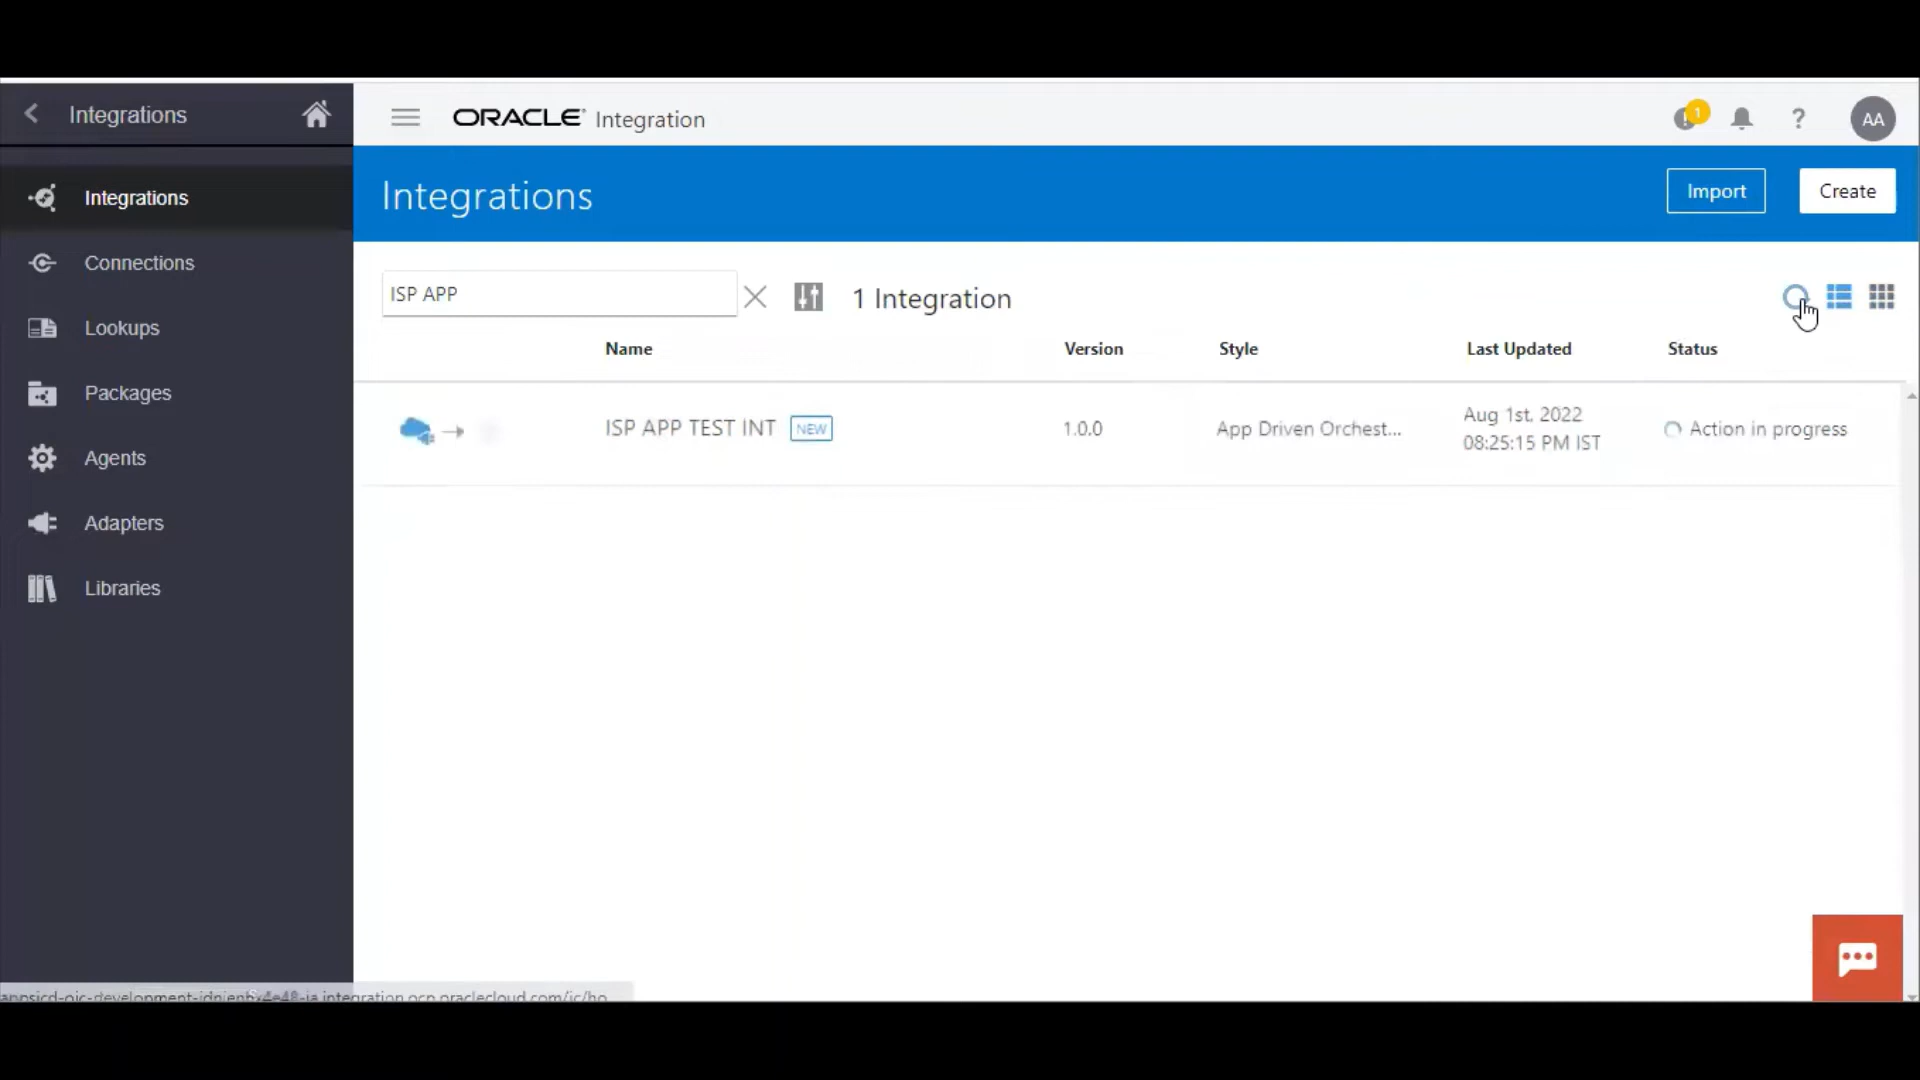 Integrations
ORACLE Integration
1
?
AA
Integrations
Import
Create
Integrations
Connections
Lookups
Packages
Agents
Adapters
Libraries
ISP APP
1 Integration
Name
Version
Style
Last Updated
Status
ISP APP TEST INT
NEW
1.0.0
App Driven Orchest...
Aug 1st, 2022
08:25:15 PM IST
Action in progress